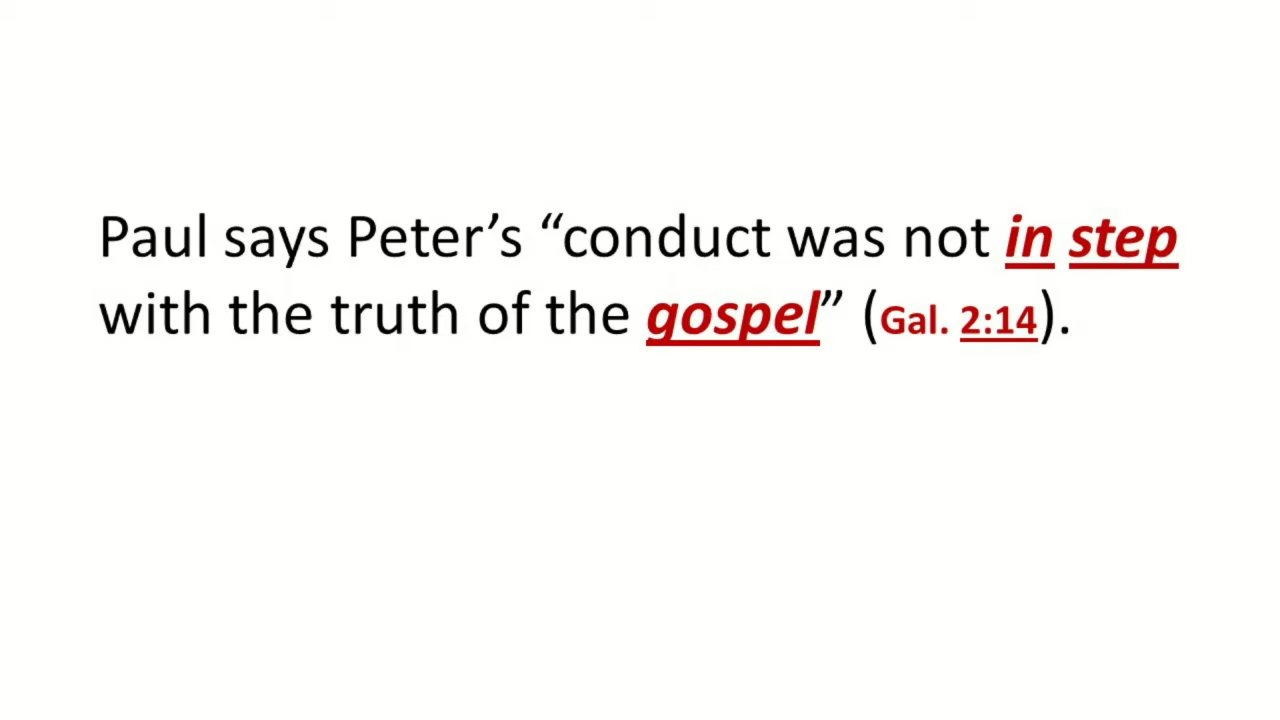 Paul says Peter’s “conduct was not in step
with the truth of the gospel” (Gal. 2:14).